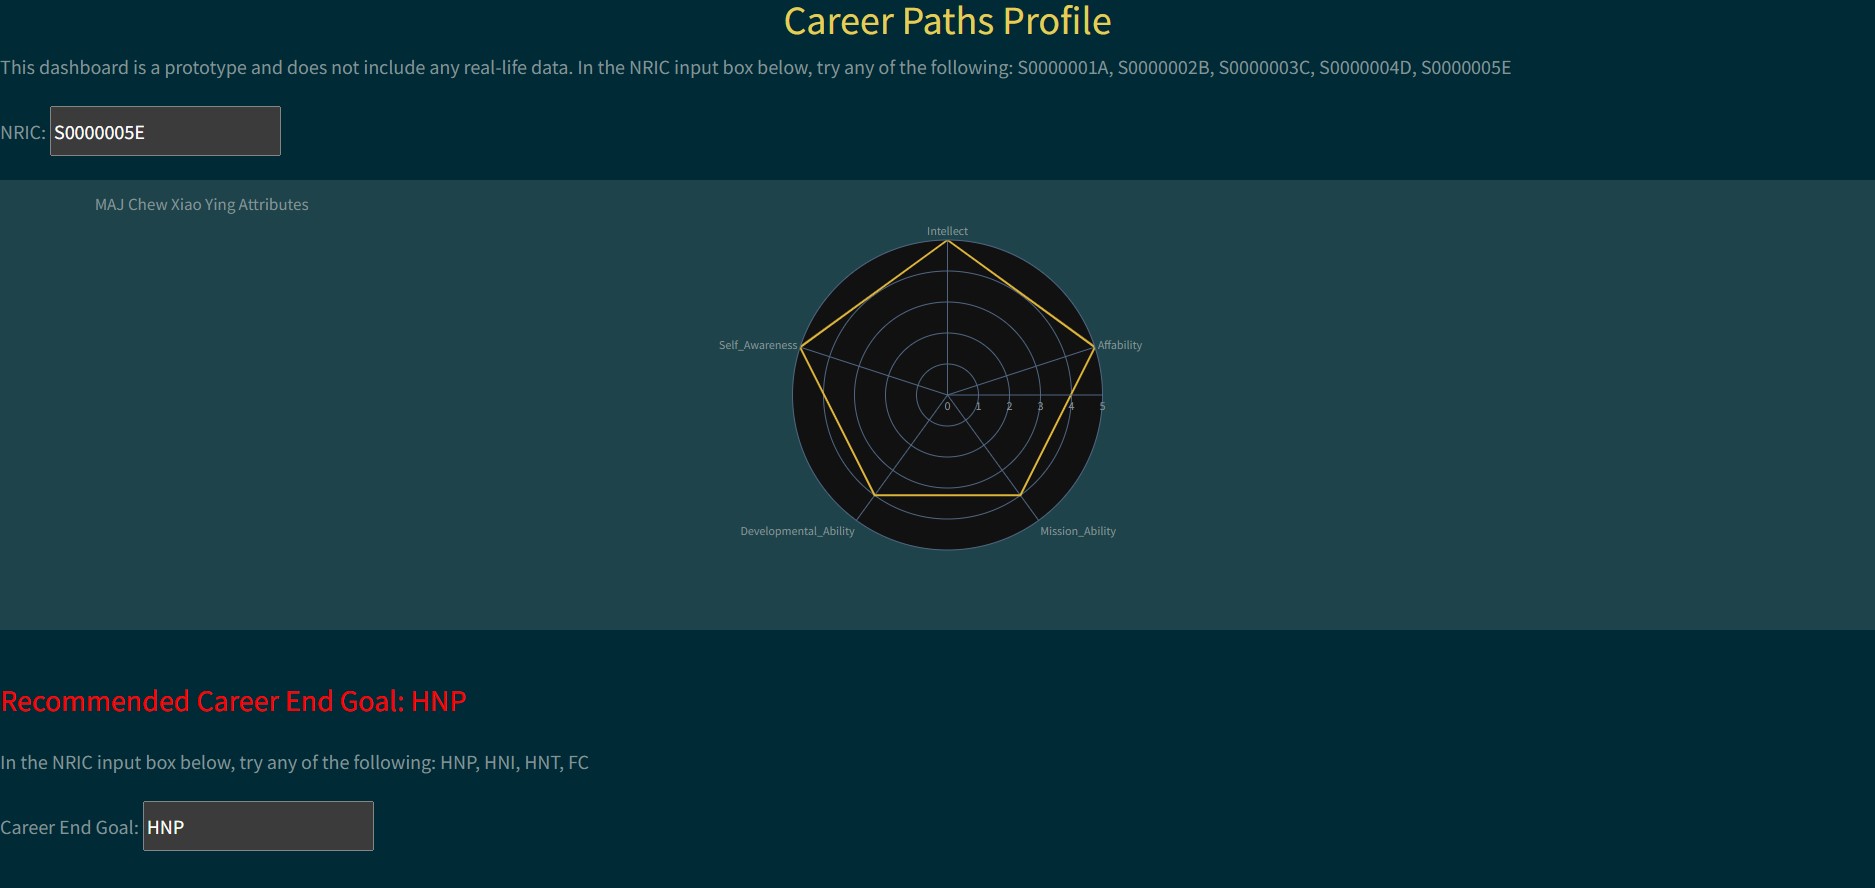 Career Paths Profile
This dashboard is a prototype and does not include any real-life data. In the NRIC input box below, try any of the following: S0000001A, S0000002B, S0000003C, S0000004D, S0000005E
NRIC: S0000005E
MAJ Chew Xiao Ying Attributes
Intellect
Self_Awareness
Affability
0 1 2 3 4 5
Developmental_Ability
Mission_Ability
Recommended Career End Goal: HNP
In the NRIC input box below, try any of the following: HNP, HNI, HNT, FC
Career End Goal: HNP